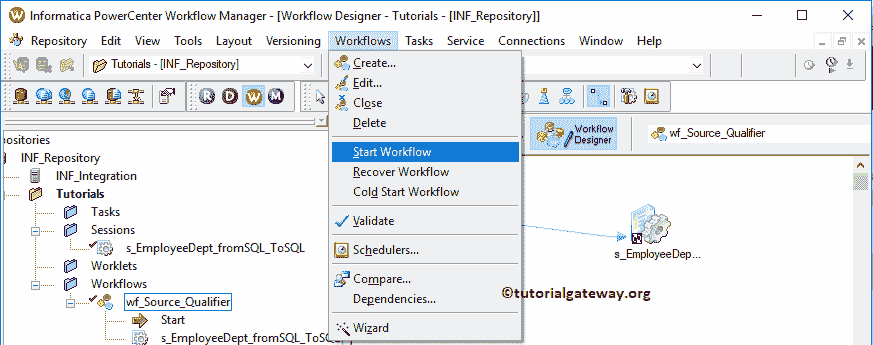 Informatica PowerCenter Workflow Manager - [Workflow Designer - Tutorials - [INF_Repository]]
Repository Edit View Tools Layout Versioning Workflows Tasks Service Connections Window Help
Tutorials - [INF_Repository]
Create...
Edit...
Close
Delete
Start Workflow
Recover Workflow
Cold Start Workflow
Validate
Schedulers...
Compare...
Dependencies...
Wizard
R D W M
Workflow
Designer
wf_Source_Qualifier
positories
INF_Repository
INF_Integration
Tutorials
Tasks
Sessions
s_EmployeeDept_fromSQL_ToSQL
Worklets
Workflows
wf_Source_Qualifier
Start
s_EmployeeDept_fromSQL_ToSQL
s_EmployeeDep...
©tutorialgateway.org